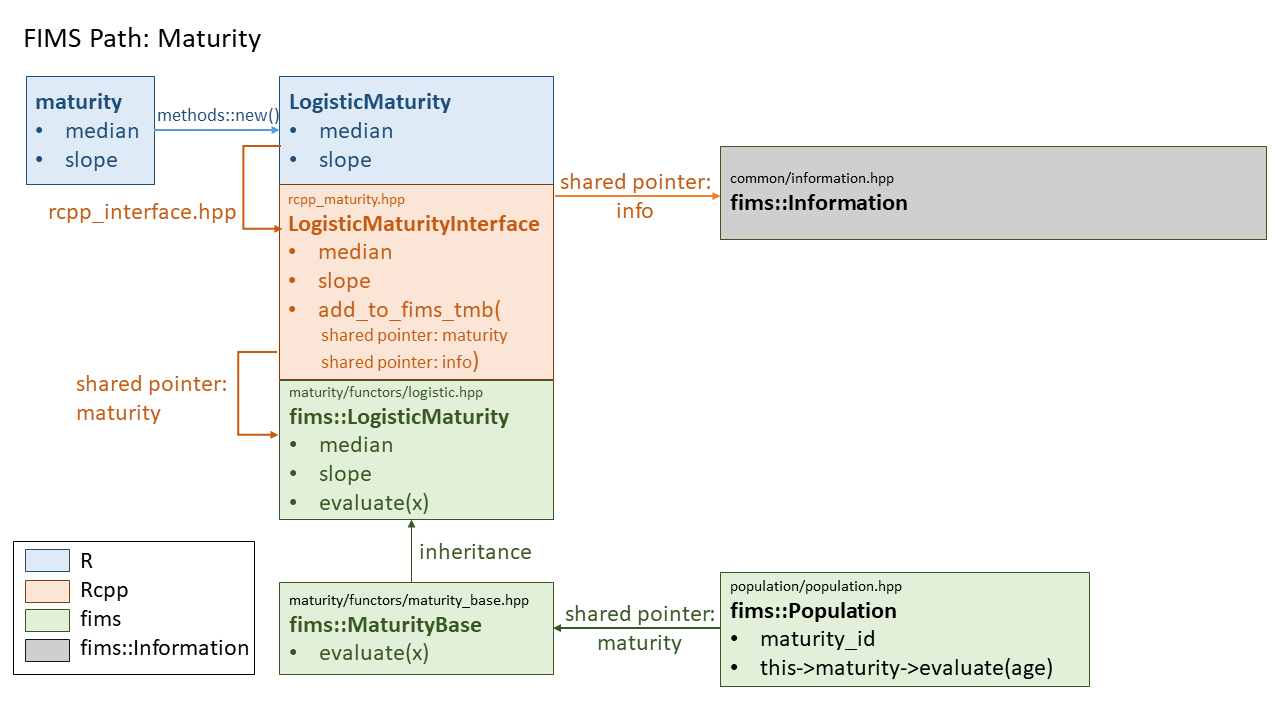 FIMS Path: Maturity
maturity
• median
• slope
methods::new()
LogisticMaturity
• median
• slope
rcpp_interface.hpp
rcpp_maturity.hpp
LogisticMaturityInterface
• median
• slope
• add_to_fims_tmb(
shared pointer: maturity
shared pointer: info)
shared pointer:
info
common/information.hpp
fims::Information
shared pointer:
maturity
maturity/functors/logistic.hpp
fims::LogisticMaturity
• median
• slope
• evaluate(x)
inheritance
maturity/functors/maturity_base.hpp
fims::MaturityBase
• evaluate(x)
shared pointer:
maturity
population/population.hpp
fims::Population
• maturity_id
• this->maturity->evaluate(age)
R
Rcpp
fims
fims::Information